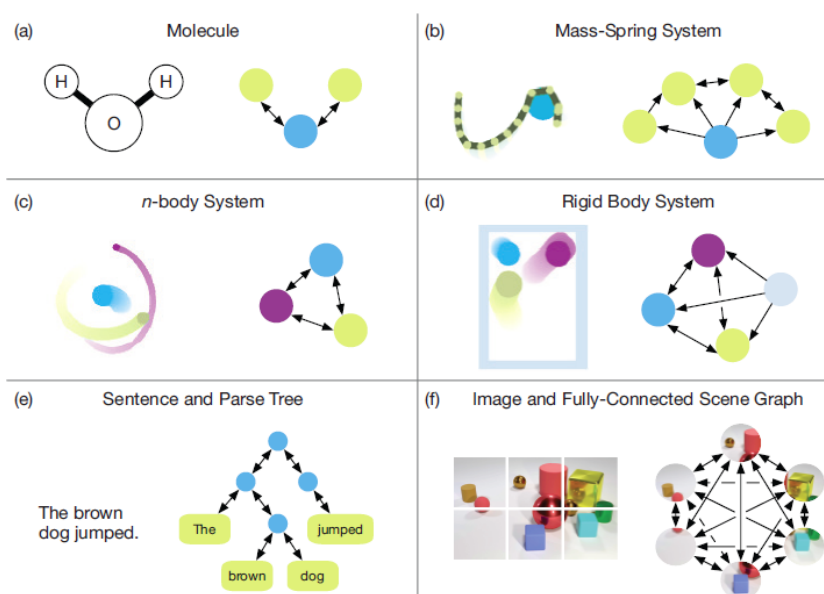 (a) Molecule
H H
O
(b) Mass-Spring System
(c) n-body System
(d) Rigid Body System
(e) Sentence and Parse Tree
The brown
dog jumped.
The jumped
brown dog
(f) Image and Fully-Connected Scene Graph